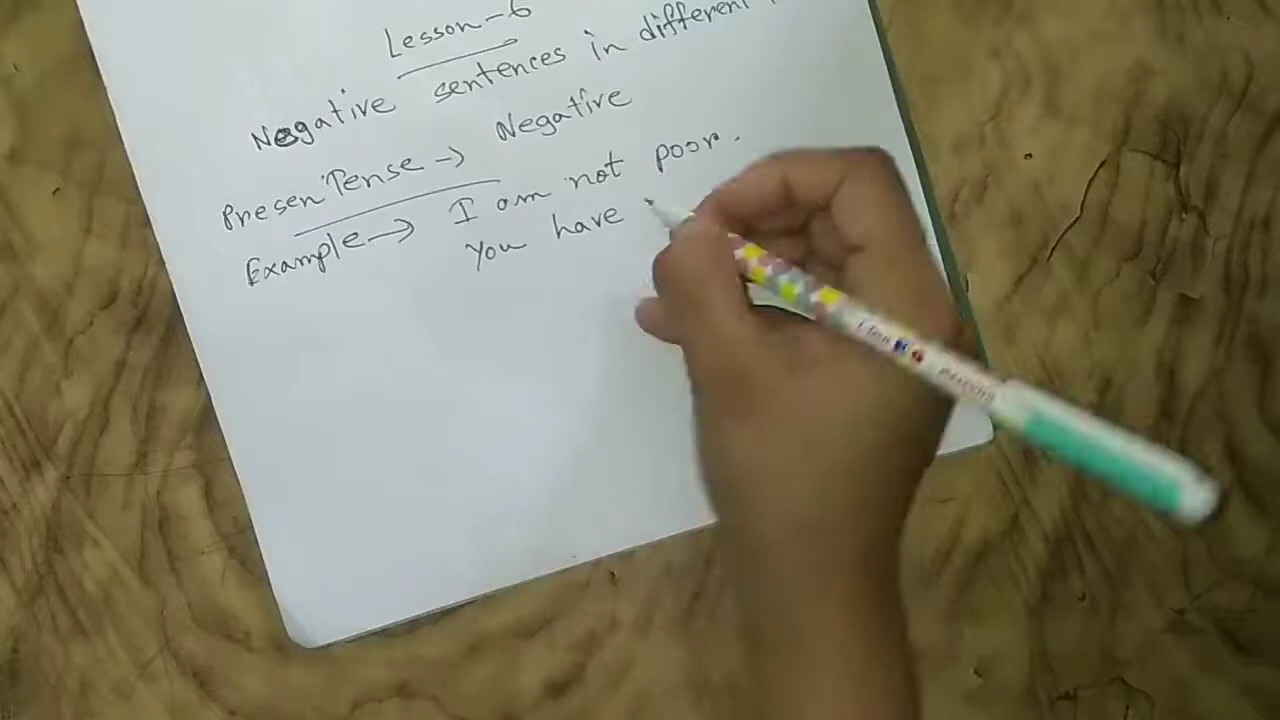 Lesson-6
Negative sentences in different
Presen Tense → Negative
Example → I am not poor.
You have